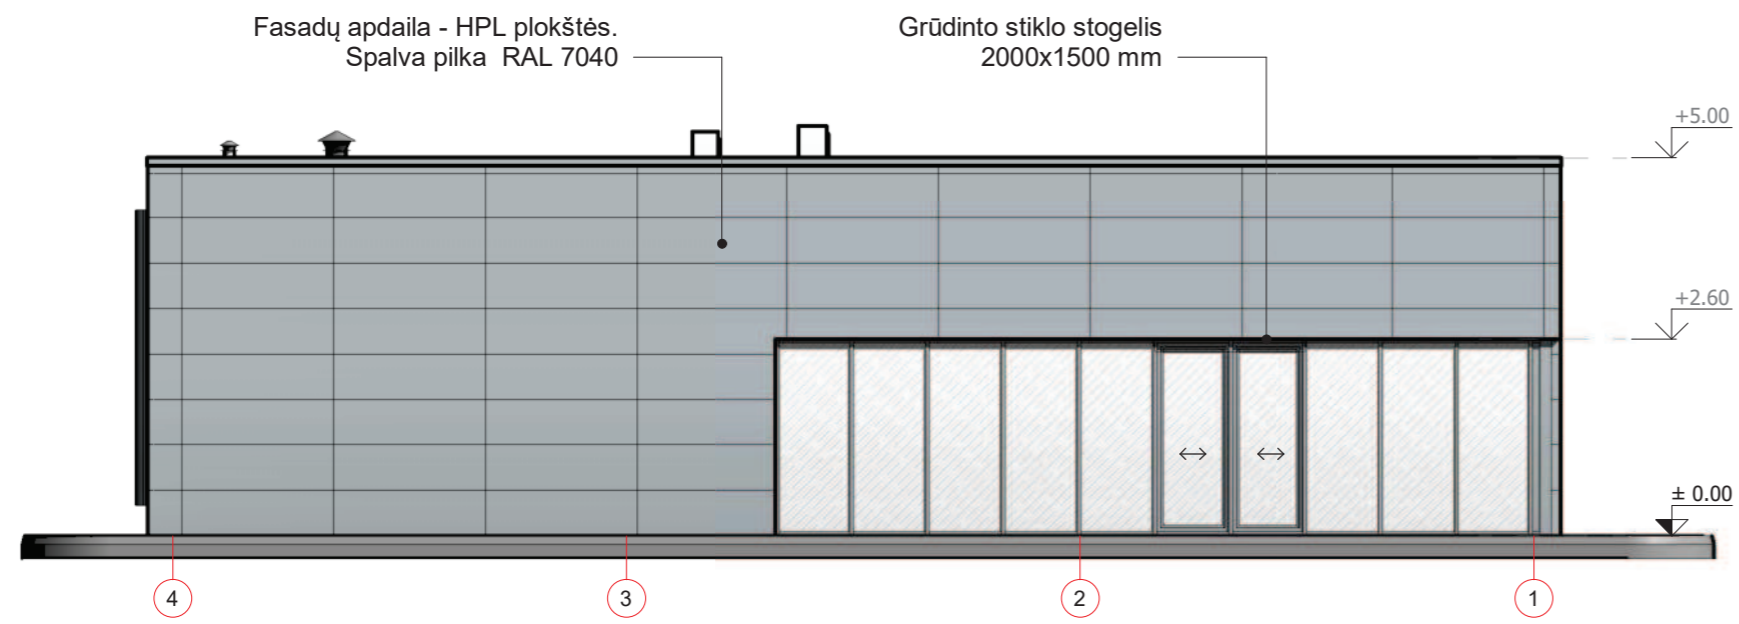 Fasadų apdaila - HPL plokštės.
Spalva pilka RAL 7040
Grūdinto stiklo stogelis
2000x1500 mm
+5.00
+2.60
± 0.00
4
3
2
1